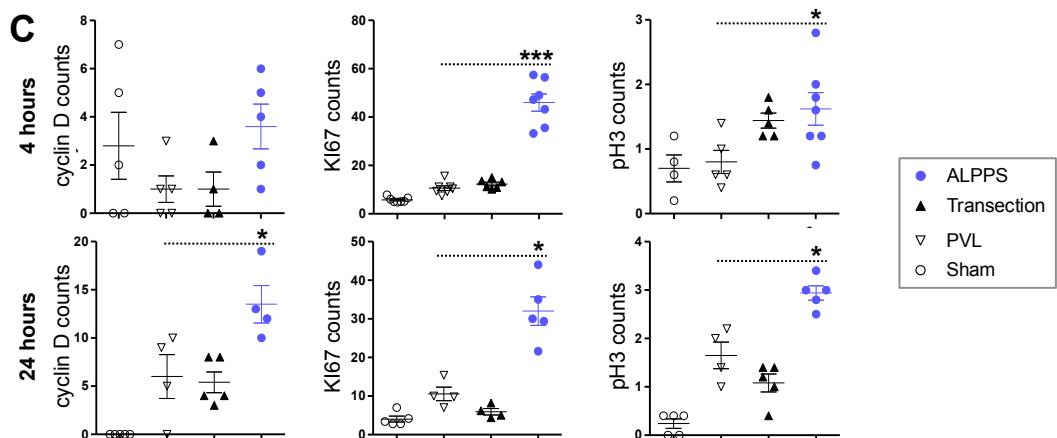 C
4 hours
cyclin D counts
8
6
4
2
0
KI67 counts
80
60
40
20
0
***
pH3 counts
3
2
1
0
*
24 hours
cyclin D counts
20
15
10
5
0
*
KI67 counts
50
40
30
20
10
0
*
pH3 counts
4
3
2
1
0
*
ALPPS
Transection
PVL
Sham